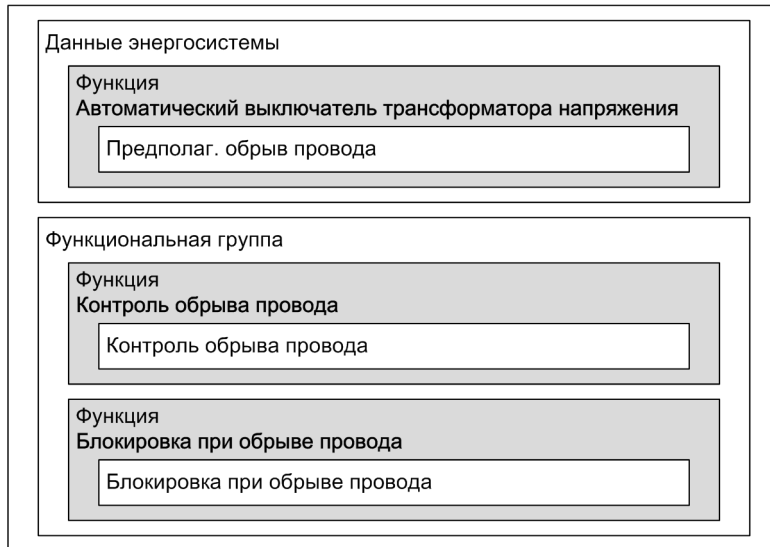 Данные энергосистемы
Функция
Автоматический выключатель трансформатора напряжения
Предполаг. обрыв провода
Функциональная группа
Функция
Контроль обрыва провода
Контроль обрыва провода
Функция
Блокировка при обрыве провода
Блокировка при обрыве провода